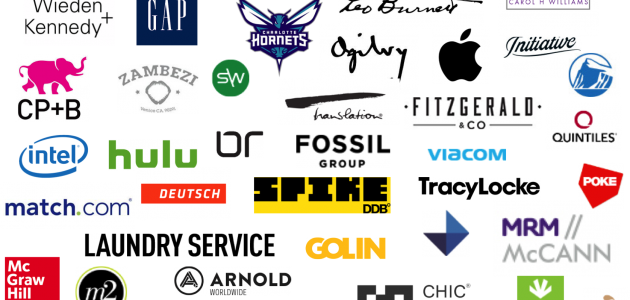 Wieden
Kennedy+
GAP
CHARLOTTE
HORNETS
Leo Burnett
CAROL H WILLIAMS
Ogilvy
Initiative
CP+B
ZAMBEZI
SW
translation
FITZGERALD
& CO
QUINTILES
intel
hulu
br
FOSSIL
GROUP
VIACOM
match.com
DEUTSCH
SPIKE
DDB
TracyLocke
POKE
LAUNDRY SERVICE
GOLIN
MRM //
McCANN
Mc
Graw
Hill
m2
ARNOLD
WORLDWIDE
CHIC